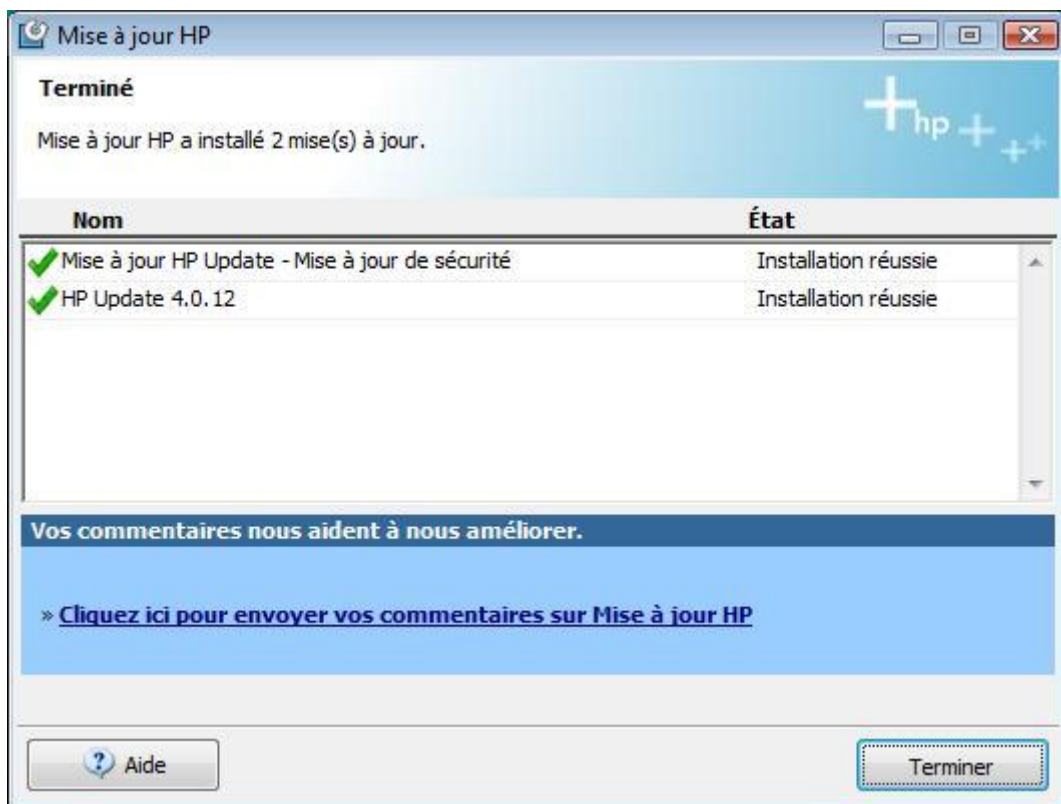 Mise à jour HP
Terminé
Mise à jour HP a installé 2 mise(s) à jour.
hp
Nom État
Mise à jour HP Update - Mise à jour de sécurité Installation réussie
HP Update 4.0.12 Installation réussie
Vos commentaires nous aident à nous améliorer.
» Cliquez ici pour envoyer vos commentaires sur Mise à jour HP
Aide Terminer